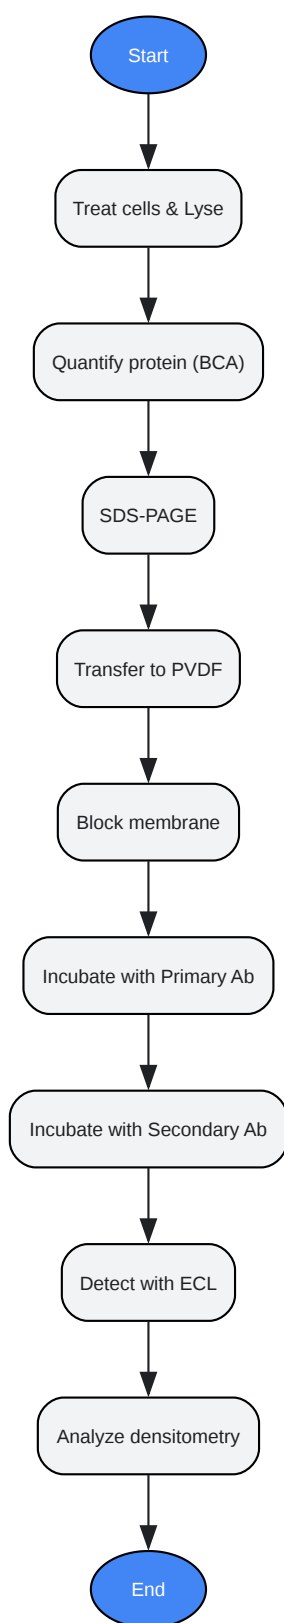 Start
Treat cells & Lyse
Quantify protein (BCA)
SDS-PAGE
Transfer to PVDF
Block membrane
Incubate with Primary Ab
Incubate with Secondary Ab
Detect with ECL
Analyze densitometry
End